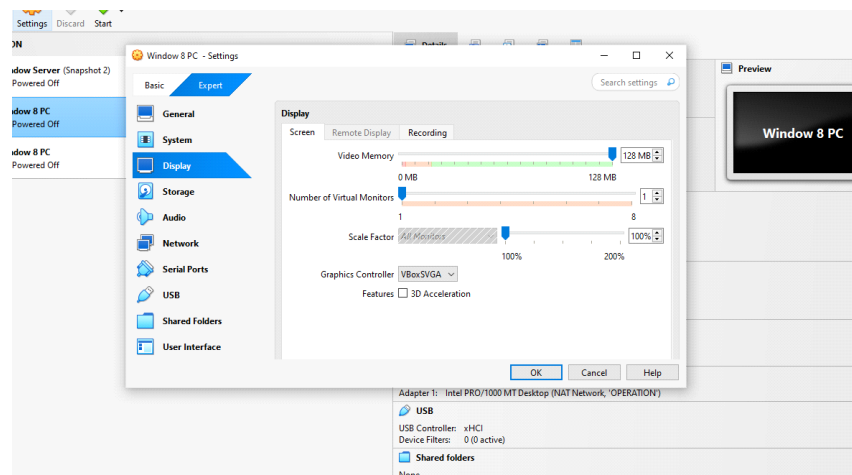 Settings Discard Start
ON
ndow Server (Snapshot 2)
Powered Off
ndow 8 PC
Powered Off
ndow 8 PC
Powered Off
Details
Window 8 PC - Settings
Basic
Expert
Search settings
General
System
Display
Storage
Audio
Network
Serial Ports
USB
Shared Folders
User Interface
Display
Screen
Remote Display
Recording
Video Memory
128 MB
0 MB
128 MB
Number of Virtual Monitors
1
1
8
Scale Factor
All Monitors
100%
100%
200%
Graphics Controller
VBoxSVGA
Features
3D Acceleration
OK
Cancel
Help
Preview
Window 8 PC
Adapter 1: Intel PRO/1000 MT Desktop (NAT Network, 'OPERATION')
USB
USB Controller: xHCI
Device Filters: 0 (0 active)
Shared folders
None